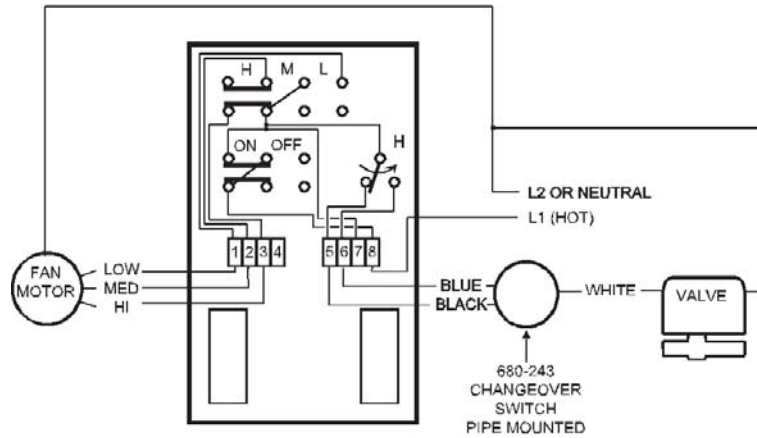 H M L
ON OFF H
L2 OR NEUTRAL
L1 (HOT)
1 2 3 4 5 6 7 8
FAN
MOTOR
LOW
MED
HI
BLUE
BLACK
WHITE
VALVE
680-243
CHANGEOVER
SWITCH
PIPE MOUNTED